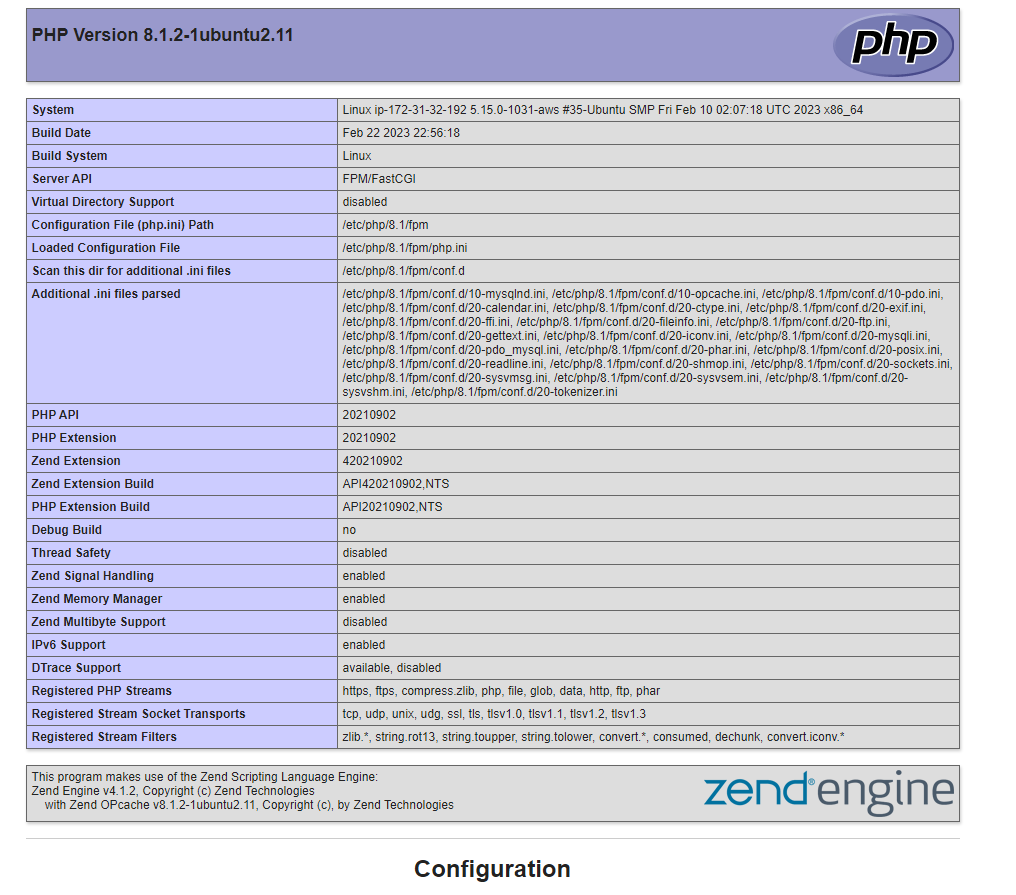 PHP Version 8.1.2-1ubuntu2.11
php
System Linux ip-172-31-32-192 5.15.0-1031-aws #35-Ubuntu SMP Fri Feb 10 02:07:18 UTC 2023 x86_64
Build Date Feb 22 2023 22:56:18
Build System Linux
Server API FPM/FastCGI
Virtual Directory Support disabled
Configuration File (php.ini) Path /etc/php/8.1/fpm
Loaded Configuration File /etc/php/8.1/fpm/php.ini
Scan this dir for additional .ini files /etc/php/8.1/fpm/conf.d
Additional .ini files parsed /etc/php/8.1/fpm/conf.d/10-mysqlnd.ini, /etc/php/8.1/fpm/conf.d/10-opcache.ini, /etc/php/8.1/fpm/conf.d/10-pdo.ini,
/etc/php/8.1/fpm/conf.d/20-calendar.ini, /etc/php/8.1/fpm/conf.d/20-ctype.ini, /etc/php/8.1/fpm/conf.d/20-exif.ini,
/etc/php/8.1/fpm/conf.d/20-ffi.ini, /etc/php/8.1/fpm/conf.d/20-fileinfo.ini, /etc/php/8.1/fpm/conf.d/20-ftp.ini,
/etc/php/8.1/fpm/conf.d/20-gettext.ini, /etc/php/8.1/fpm/conf.d/20-iconv.ini, /etc/php/8.1/fpm/conf.d/20-mysqli.ini,
/etc/php/8.1/fpm/conf.d/20-pdo_mysql.ini, /etc/php/8.1/fpm/conf.d/20-phar.ini, /etc/php/8.1/fpm/conf.d/20-posix.ini,
/etc/php/8.1/fpm/conf.d/20-readline.ini, /etc/php/8.1/fpm/conf.d/20-shmop.ini, /etc/php/8.1/fpm/conf.d/20-sockets.ini,
/etc/php/8.1/fpm/conf.d/20-sysvmsg.ini, /etc/php/8.1/fpm/conf.d/20-sysvsem.ini, /etc/php/8.1/fpm/conf.d/20-
sysvshm.ini, /etc/php/8.1/fpm/conf.d/20-tokenizer.ini
PHP API 20210902
PHP Extension 20210902
Zend Extension 420210902
Zend Extension Build API420210902,NTS
PHP Extension Build API20210902,NTS
Debug Build no
Thread Safety disabled
Zend Signal Handling enabled
Zend Memory Manager enabled
Zend Multibyte Support disabled
IPv6 Support enabled
DTrace Support available, disabled
Registered PHP Streams https, ftps, compress.zlib, php, file, glob, data, http, ftp, phar
Registered Stream Socket Transports tcp, udp, unix, udg, ssl, tls, tlsv1.0, tlsv1.1, tlsv1.2, tlsv1.3
Registered Stream Filters zlib.*, string.rot13, string.toupper, string.tolower, convert.*, consumed, dechunk, convert.iconv.*
This program makes use of the Zend Scripting Language Engine:
Zend Engine v4.1.2, Copyright (c) Zend Technologies
with Zend OPcache v8.1.2-1ubuntu2.11, Copyright (c), by Zend Technologies
zend® engine
Configuration